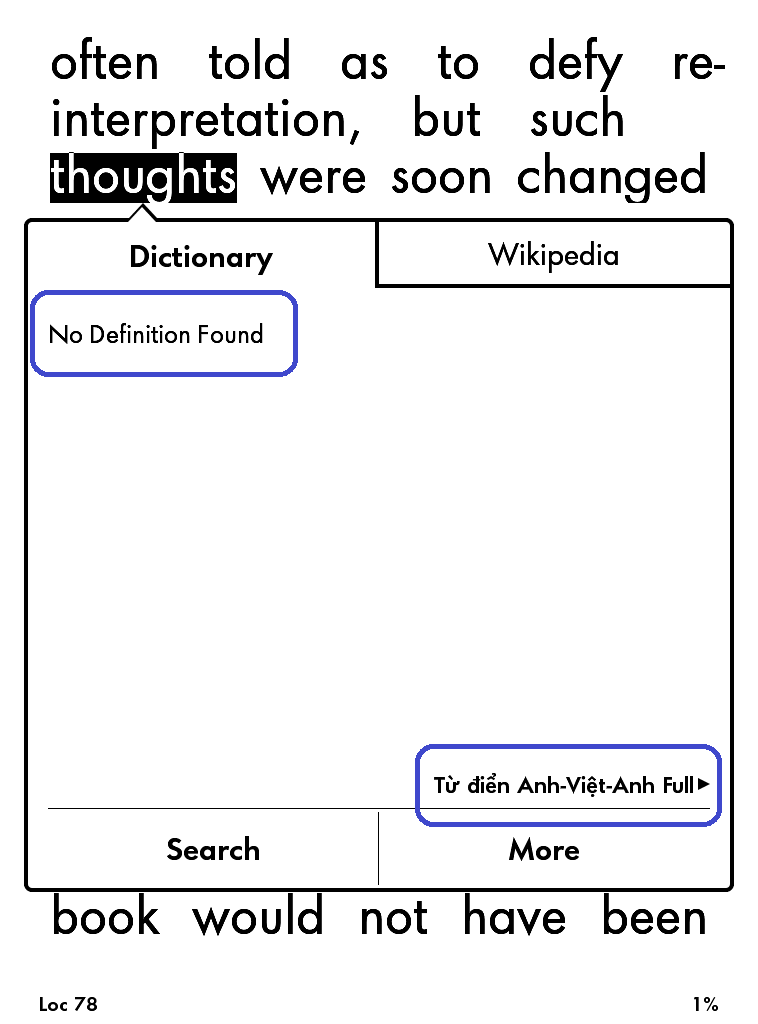 often told as to defy re-
interpretation, but such
thoughts were soon changed
Dictionary
Wikipedia
No Definition Found
Từ điển Anh-Việt-Anh Full
Search
More
book would not have been
Loc 78
1%